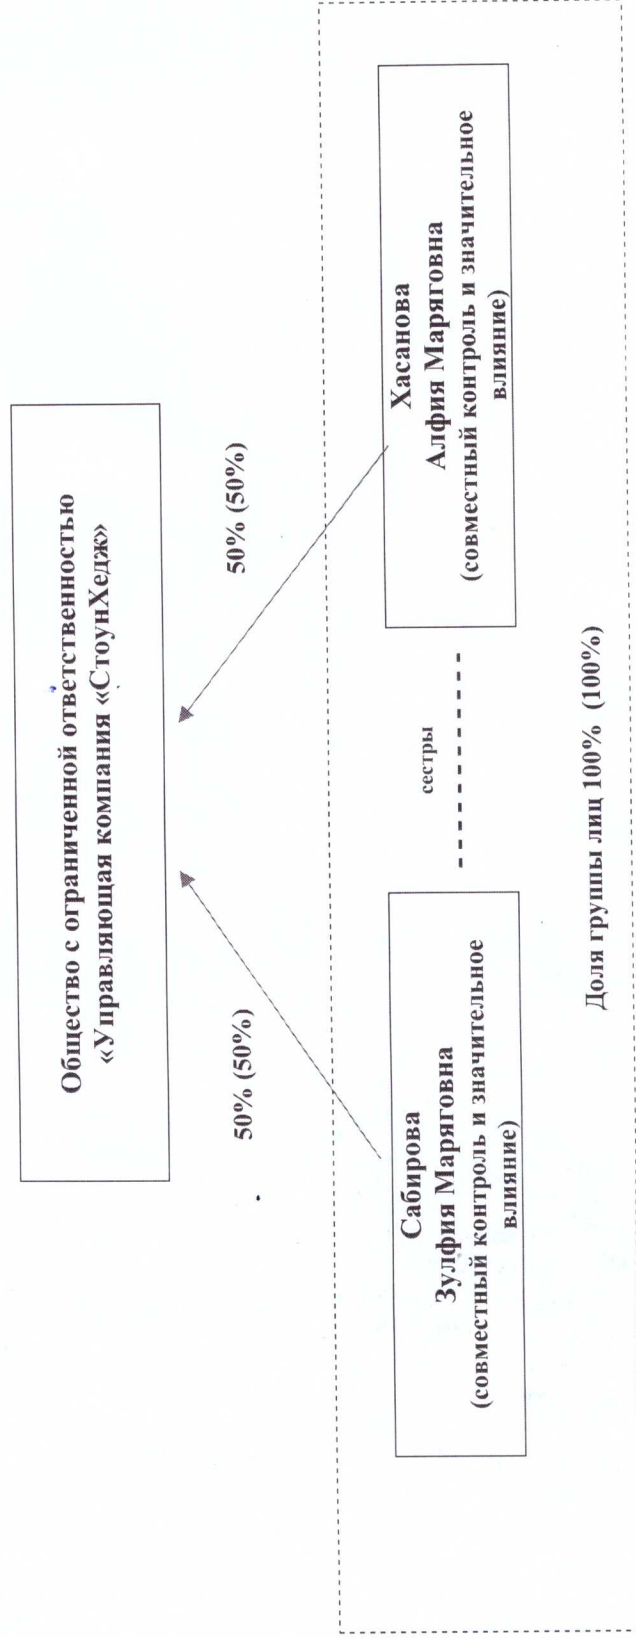 Общество с ограниченной ответственностью
«Управляющая компания «СтоунХедж»
50% (50%)
50% (50%)
Сабирова
Зулфия Маряговна
(совместный контроль и значительное
влияние)
сестры
Хасанова
Алфия Маряговна
(совместный контроль и значительное
влияние)
Доля группы лиц 100% (100%)